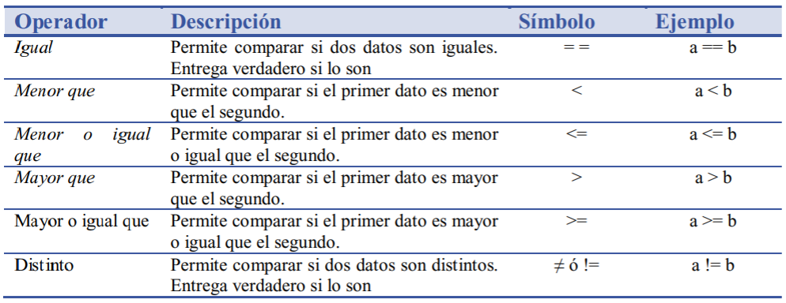 Operador Descripción Símbolo Ejemplo
Igual Permite comparar si dos datos son iguales. = = a == b
Entrega verdadero si lo son
Menor que Permite comparar si el primer dato es menor < a < b
que el segundo.
Menor o igual Permite comparar si el primer dato es menor <= a <= b
que o igual que el segundo.
Mayor que Permite comparar si el primer dato es mayor > a > b
que el segundo.
Mayor o igual que Permite comparar si el primer dato es mayor >= a >= b
o igual que el segundo.
Distinto Permite comparar si dos datos son distintos. ≠ ó != a != b
Entrega verdadero si lo son